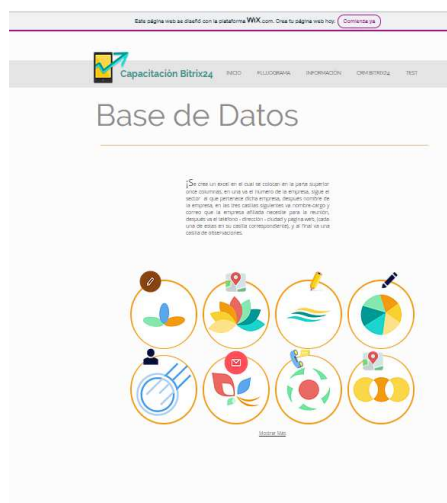 Esta página web se diseñó con la plataforma WiX.com. Crea tu página web hoy. Comienza ya
Capacitación Bitrix24 INICIO FLUJOGRAMA INFORMACIÓN CRM BITRIX24 TEST
Base de Datos
¡Se crea un excel en el cual se colocan en la parte superior
once columnas, en una va el número de la empresa, sigue el
sector a que pertenese dicha empresa, después nombre de
la empresa, en las tres casillas siguientes va nombre-cargo y
correo que la empresa afiliada necesite para la reunión,
después va el teléfono - dirección - ciudad y pagina web, (cada
una de estas en su casilla correspondiente), y al final va una
casilla de observaciones.
Mostrar Más